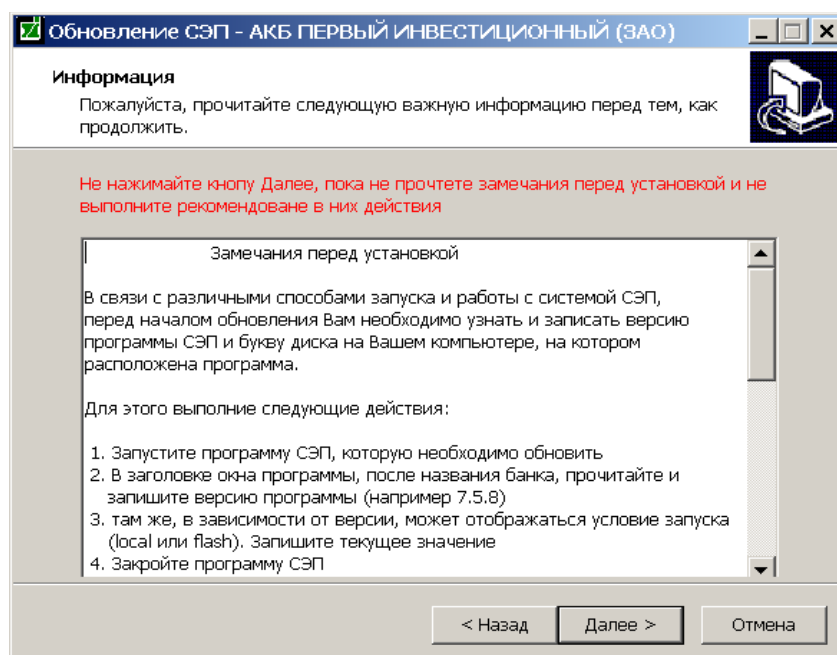 Обновление СЭП - АКБ ПЕРВЫЙ ИНВЕСТИЦИОННЫЙ (ЗАО)
Информация
Пожалуйста, прочитайте следующую важную информацию перед тем, как
продолжить.
Не нажимайте кнопу Далее, пока не прочтете замечания перед установкой и не
выполните рекомендоване в них действия
Замечания перед установкой
В связи с различными способами запуска и работы с системой СЭП,
перед началом обновления Вам необходимо узнать и записать версию
программы СЭП и букву диска на Вашем компьютере, на котором
расположена программа.
Для этого выполние следующие действия:
1. Запустите программу СЭП, которую необходимо обновить
2. В заголовке окна программы, после названия банка, прочитайте и
запишите версию программы (например 7.5.8)
3. там же, в зависимости от версии, может отображаться условие запуска
(local или flash). Запишите текущее значение
4. Закройте программу СЭП
< Назад
Далее >
Отмена